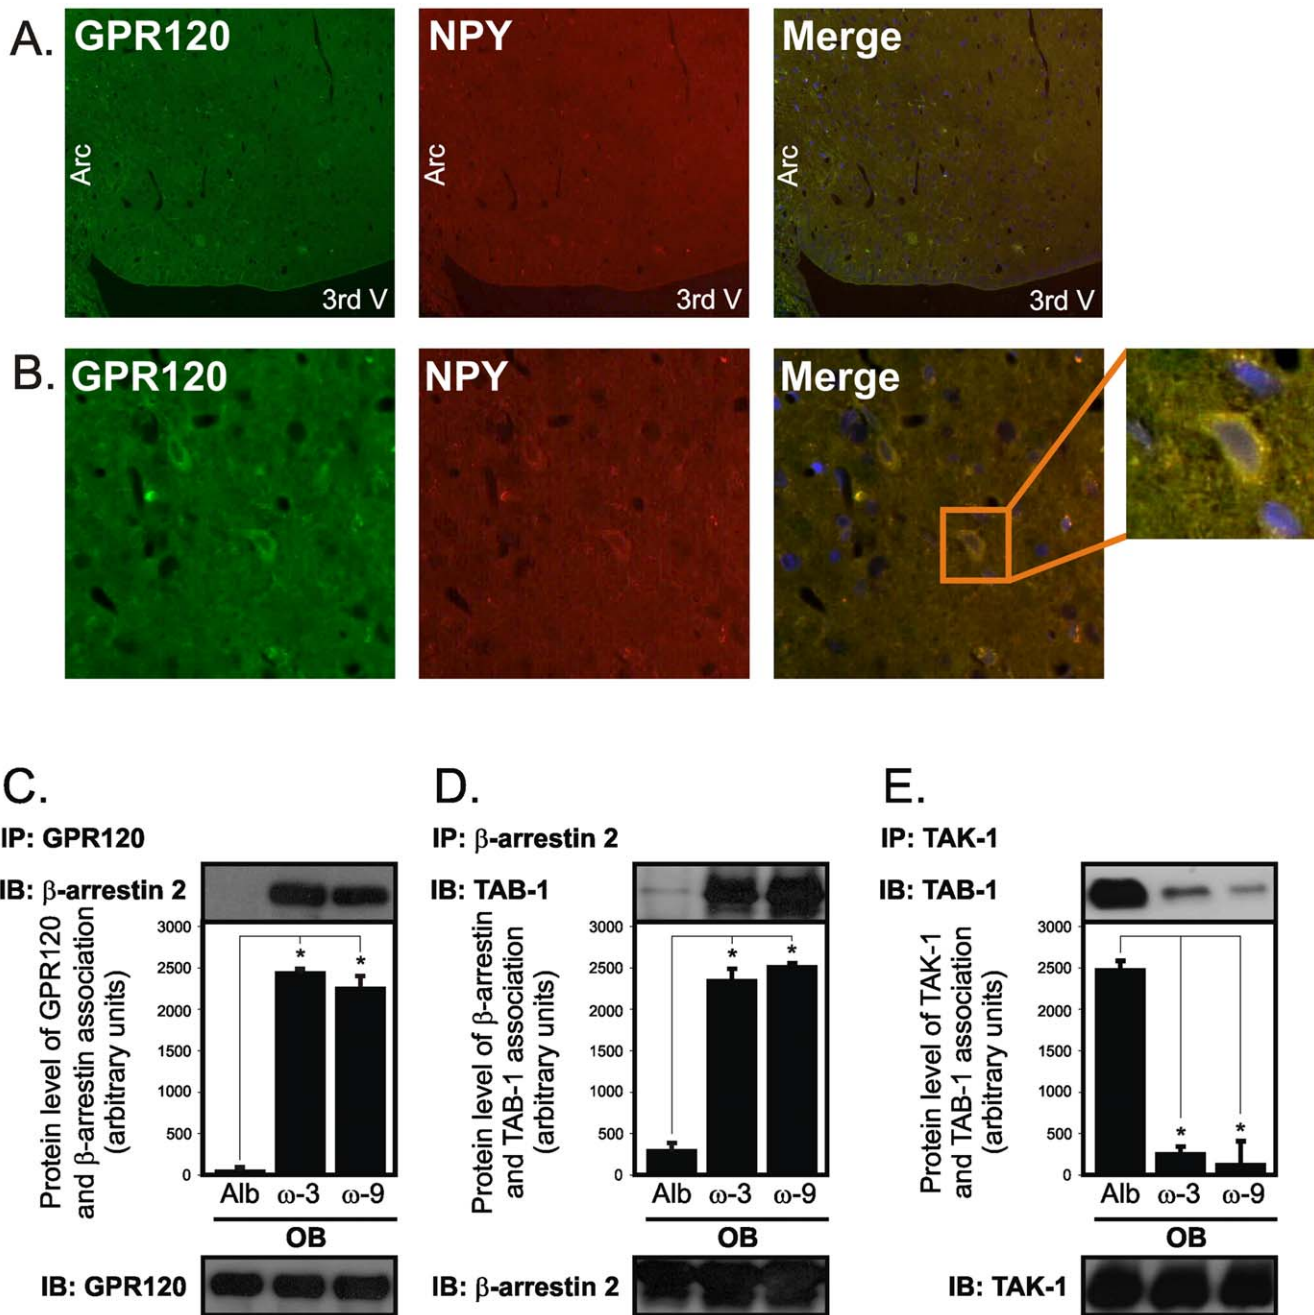 A.
GPR120
NPY
Merge
Arc
Arc
Arc
3rd V
3rd V
3rd V
B.
GPR120
NPY
Merge
C.
IP: GPR120
IB: β-arrestin 2
Protein level of GPR120
and β-arrestin association
(arbitrary units)
3000
2500
2000
1500
1000
500
0
*
*
Alb ω-3 ω-9
OB
IB: GPR120
D.
IP: β-arrestin 2
IB: TAB-1
Protein level of β-arrestin
and TAB-1 association
(arbitrary units)
3000
2500
2000
1500
1000
500
0
*
*
Alb ω-3 ω-9
OB
IB: β-arrestin 2
E.
IP: TAK-1
IB: TAB-1
Protein level of TAK-1
and TAB-1 association
(arbitrary units)
3000
2500
2000
1500
1000
500
0
*
*
Alb ω-3 ω-9
OB
IB: TAK-1